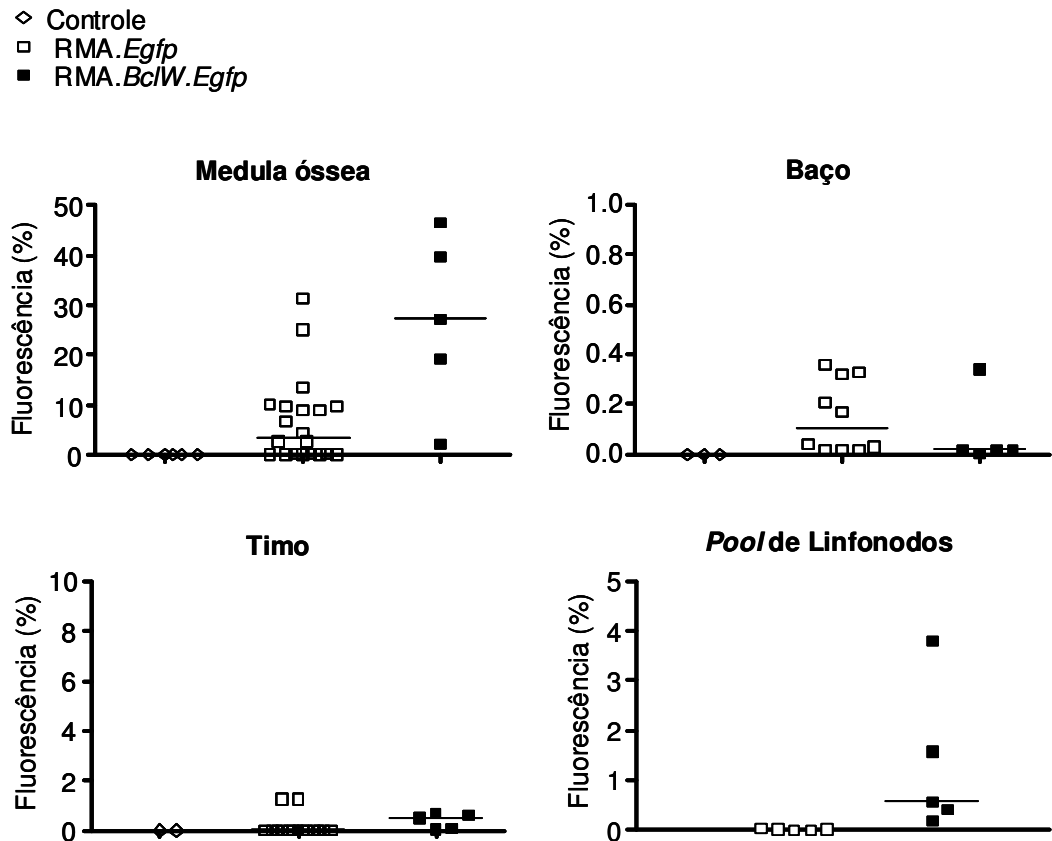 Controle
RMA.Egfp
RMA.BclW.Egfp
Medula óssea
Fluorescência (%)
50
40
30
20
10
0
Baço
Fluorescência (%)
1.0
0.8
0.6
0.4
0.2
0.0
Timo
Fluorescência (%)
10
8
6
4
2
0
Pool de Linfonodos
Fluorescência (%)
5
4
3
2
1
0